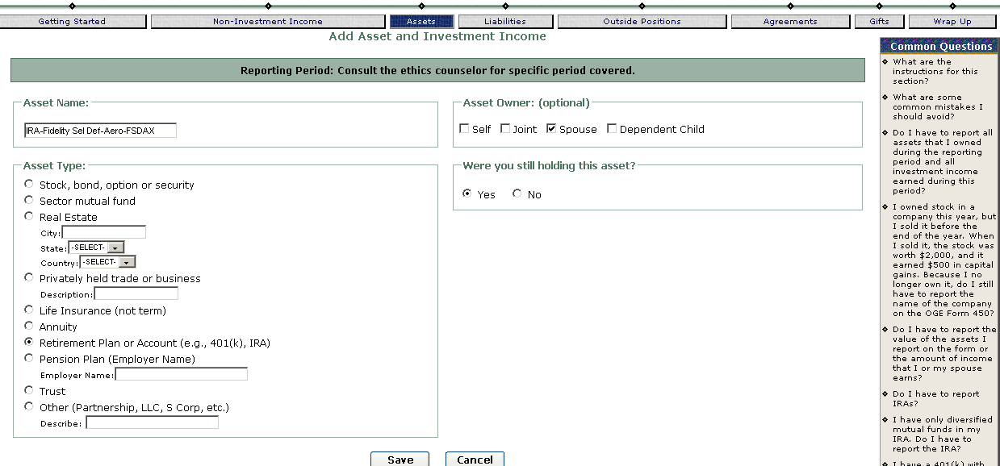 Getting Started Non-Investment Income Assets Liabilities Outside Positions Agreements Gifts Wrap Up
Add Asset and Investment Income
Reporting Period: Consult the ethics counselor for specific period covered.
Asset Name:
IRA-Fidelity Sel Def-Aero-FSDAX
Asset Owner: (optional)
Self Joint Spouse Dependent Child
Asset Type:
Stock, bond, option or security
Sector mutual fund
Real Estate
City:
State: -SELECT-
Country: -SELECT-
Privately held trade or business
Description:
Life Insurance (not term)
Annuity
Retirement Plan or Account (e.g., 401(k), IRA)
Pension Plan (Employer Name)
Employer Name:
Trust
Other (Partnership, LLC, S Corp, etc.)
Describe:
Were you still holding this asset?
Yes No
Save Cancel
Common Questions
What are the
instructions for this
section?
What are some
common mistakes I
should avoid?
Do I have to report all
assets that I owned
during the reporting
period and all
investment income
earned during this
period?
I owned stock in a
company this year, but
I sold it before the
end of the year. When
I sold it, the stock was
worth $2,000, and it
earned $500 in capital
gains. Because I no
longer own it, do I still
have to report the
name of the company
on the OGE Form 450?
Do I have to report the
value of the assets I
report on the form or
the amount of income
that I or my spouse
earns?
Do I have to report
IRAs?
I have only diversified
mutual funds in my
IRA. Do I have to
report the IRA?
I have a 401(k) with